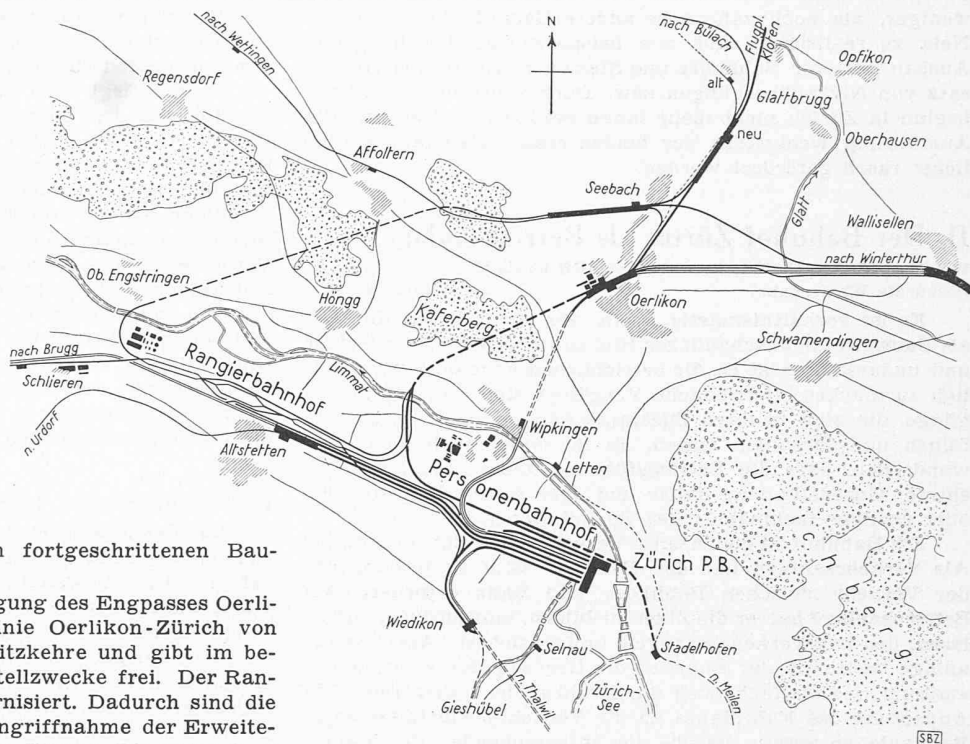 nach Wettingen
Regensdorf
N
nach Bülach
Flugpl.
Kloten
Opfikon
alt
Glattbrugg
neu
Oberhausen
Affoltern
Seebach
Glatt
Wallisellen
nach Winterthur
Ob. Engstringen
Höngg
Käferberg
Oerlikon
Schwamendingen
nach Brugg
Schlieren
Rangierbahnhof
Limmat
n. Urdorf
Altstetten
Wipkingen
Letten
Personenbahnhof
Zürichberg
Zürich P.B.
Wiedikon
Selnau
Stadelhofen
n. Thalwil
Gieshübel
Zürich-
See
n. Meilen
SBZ
n fortgeschrittenen Bau-
gung des Engpasses Oerli-
nie Oerlikon-Zürich von
itzkehre und gibt im be-
tellzwecke frei. Der Ran-
rnisiert. Dadurch sind die
ngriffnahme der Erweite-